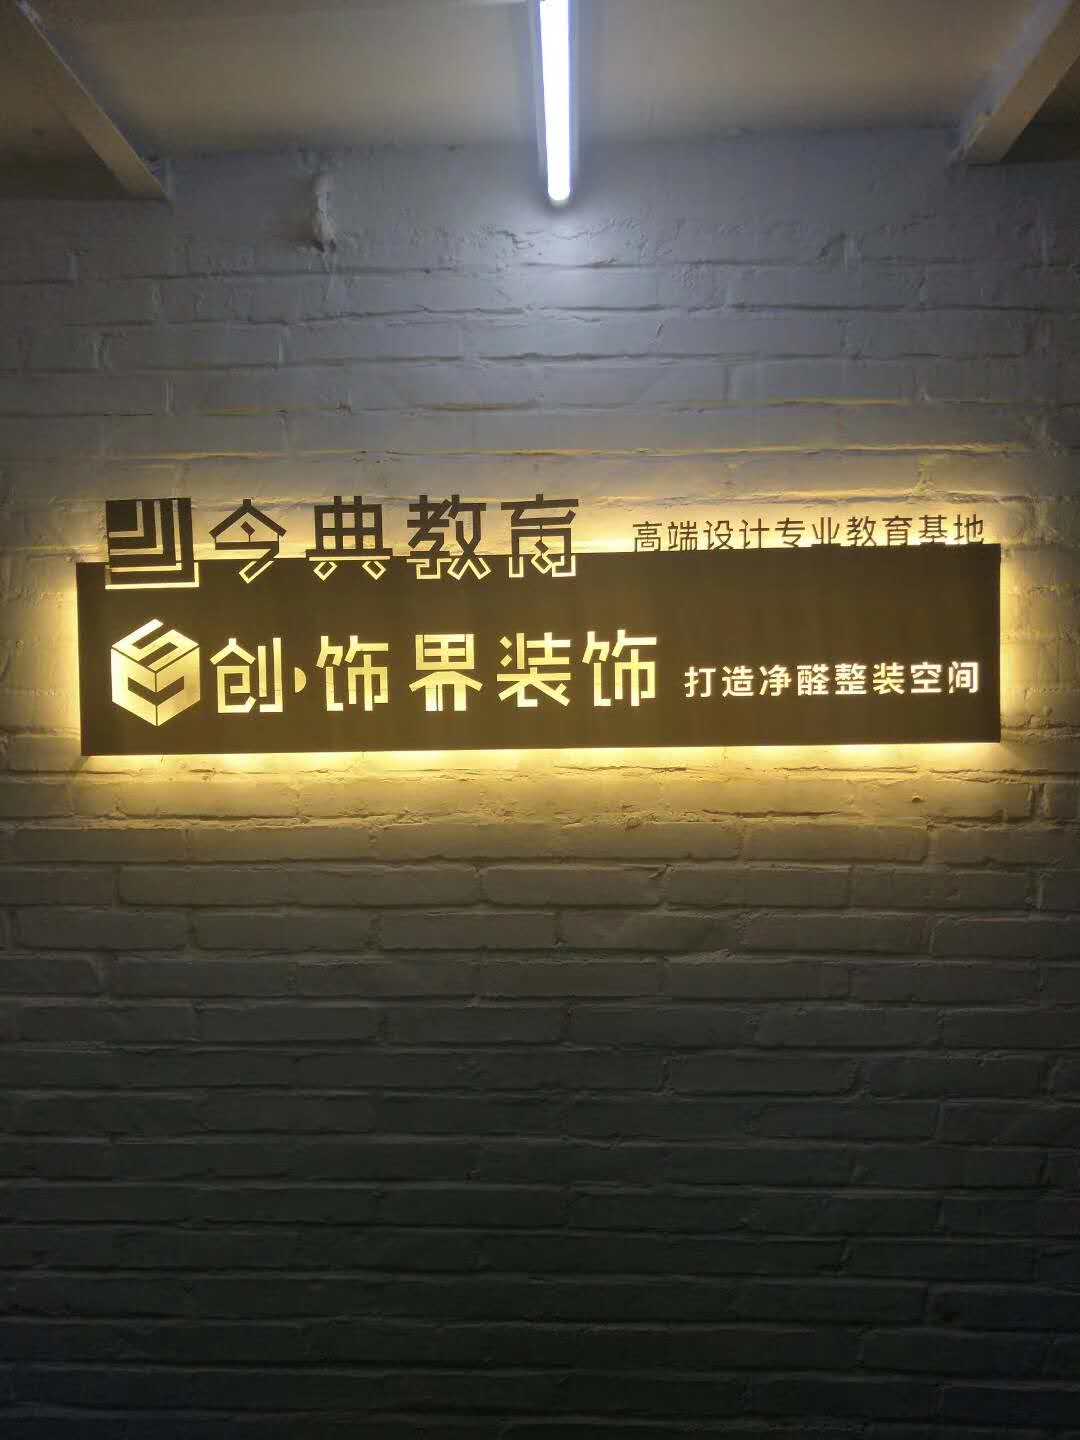 今典教育 高端设计专业教育基地
创·饰界装饰 打造净醛整装空间